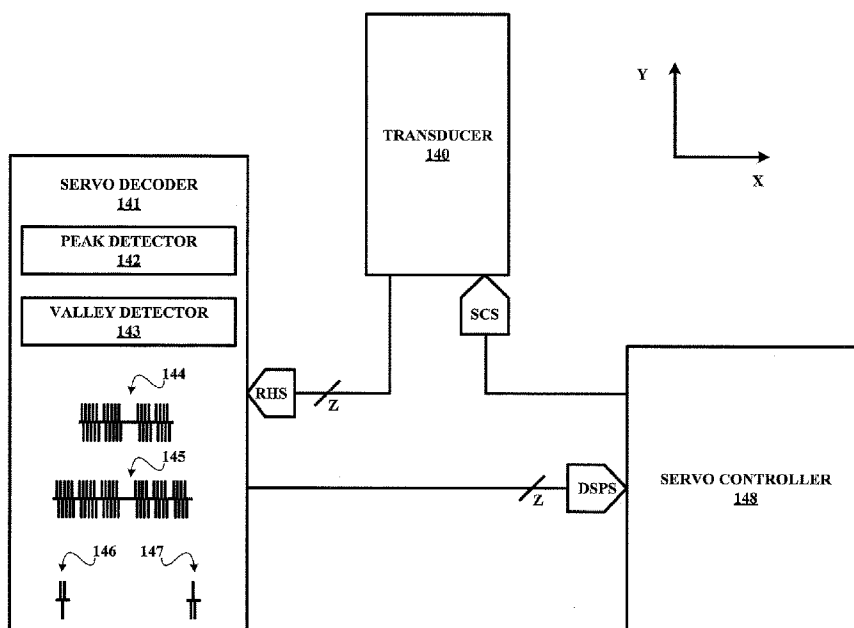 TRANSDUCER
140
Y
X
SERVO DECODER
141
PEAK DETECTOR
142
VALLEY DETECTOR
143
SCS
144
RHS
Z
145
Z
DSPS
SERVO CONTROLLER
148
146
147